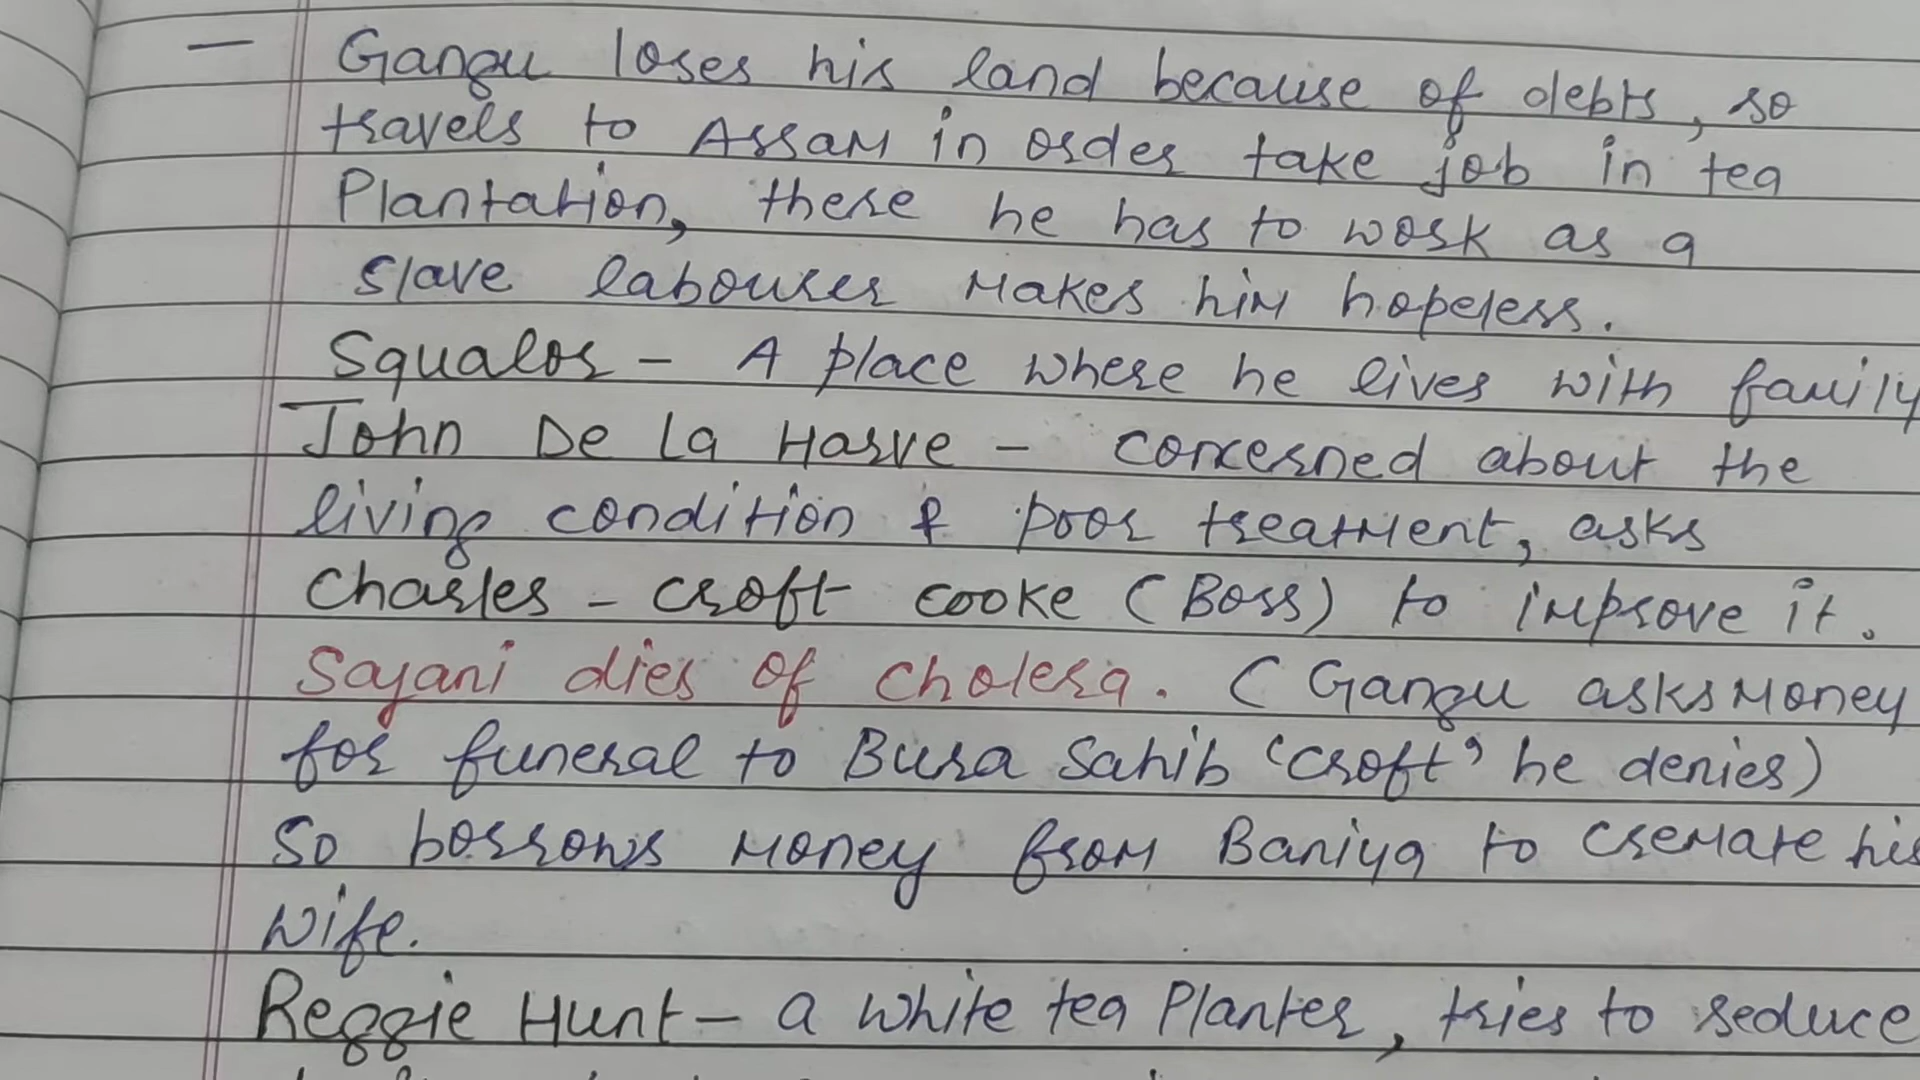 — Gangu loses his land because of debts, so
travels to Assam in order take job in tea
Plantation, there he has to work as a
slave labourer makes him hopeless.
Squalor - A place where he lives with family
John De La Harve - concerned about the
living condition & poor treatment, asks
Charles - croft cooke (Boss) to improve it.
Sajani dies of cholera. (Gangu asks money
for funeral to Bura Sahib 'croft' he denies)
So borrows money from Baniya to cremate his
wife.
Reggie Hunt - a white tea Planter, tries to seduce